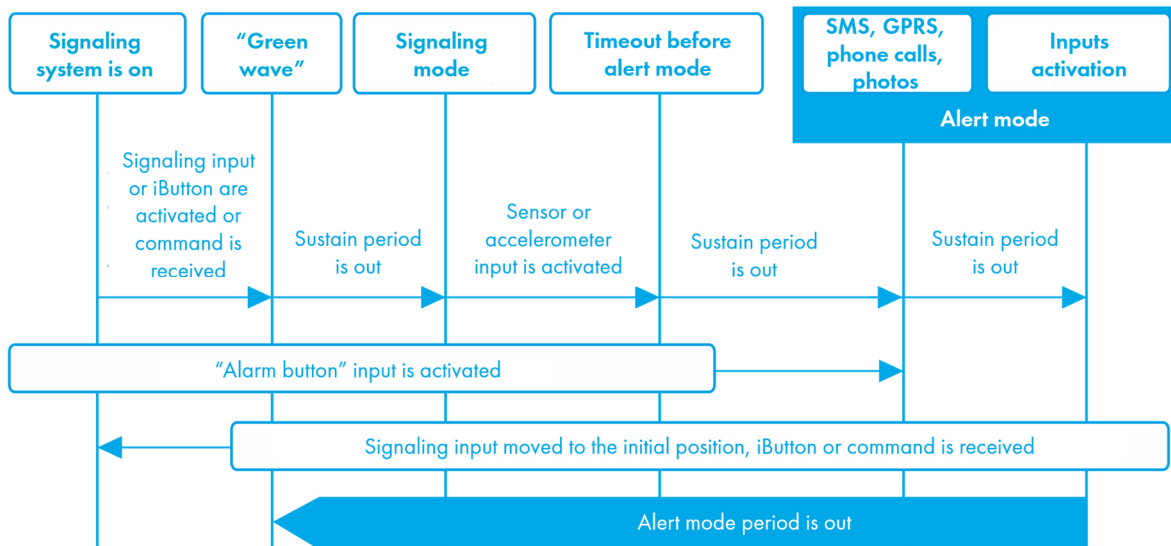 Signaling
system is on
“Green
wave”
Signaling
mode
Timeout before
alert mode
SMS, GPRS,
phone calls,
photos
Inputs
activation
Alert mode
Signaling input
or iButton are
activated or
command is
received
Sustain period
is out
Sensor or
accelerometer
input is activated
Sustain period
is out
Sustain period
is out
“Alarm button” input is activated
Signaling input moved to the initial position, iButton or command is received
Alert mode period is out